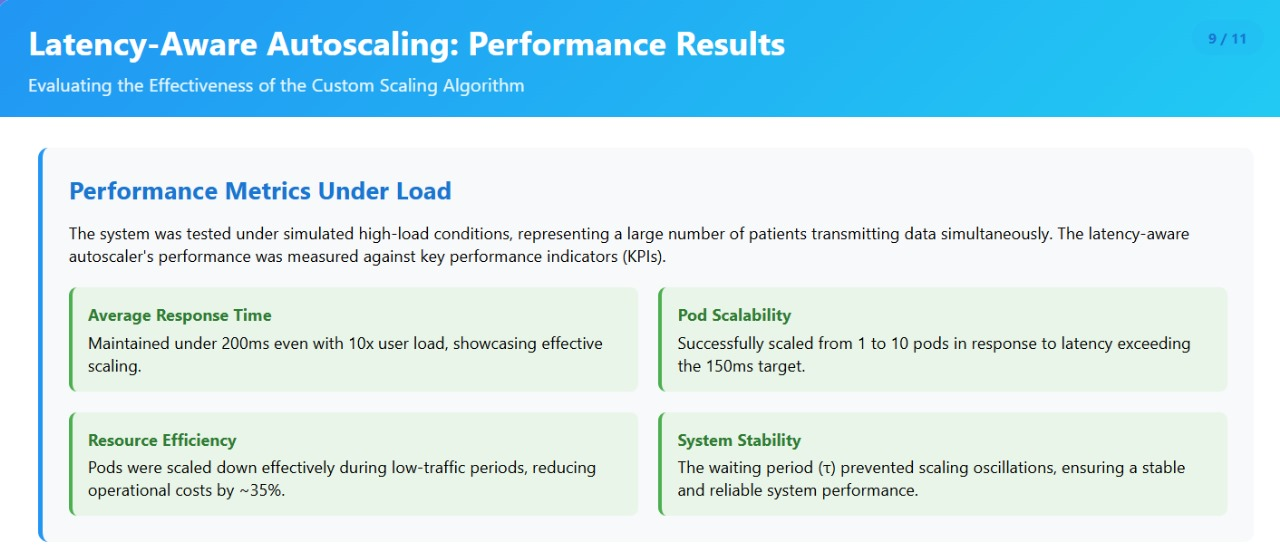 Latency-Aware Autoscaling: Performance Results
9 / 11
Evaluating the Effectiveness of the Custom Scaling Algorithm
Performance Metrics Under Load
The system was tested under simulated high-load conditions, representing a large number of patients transmitting data simultaneously. The latency-aware
autoscaler's performance was measured against key performance indicators (KPIs).
Average Response Time
Maintained under 200ms even with 10x user load, showcasing effective
scaling.
Pod Scalability
Successfully scaled from 1 to 10 pods in response to latency exceeding
the 150ms target.
Resource Efficiency
Pods were scaled down effectively during low-traffic periods, reducing
operational costs by ~35%.
System Stability
The waiting period (τ) prevented scaling oscillations, ensuring a stable
and reliable system performance.